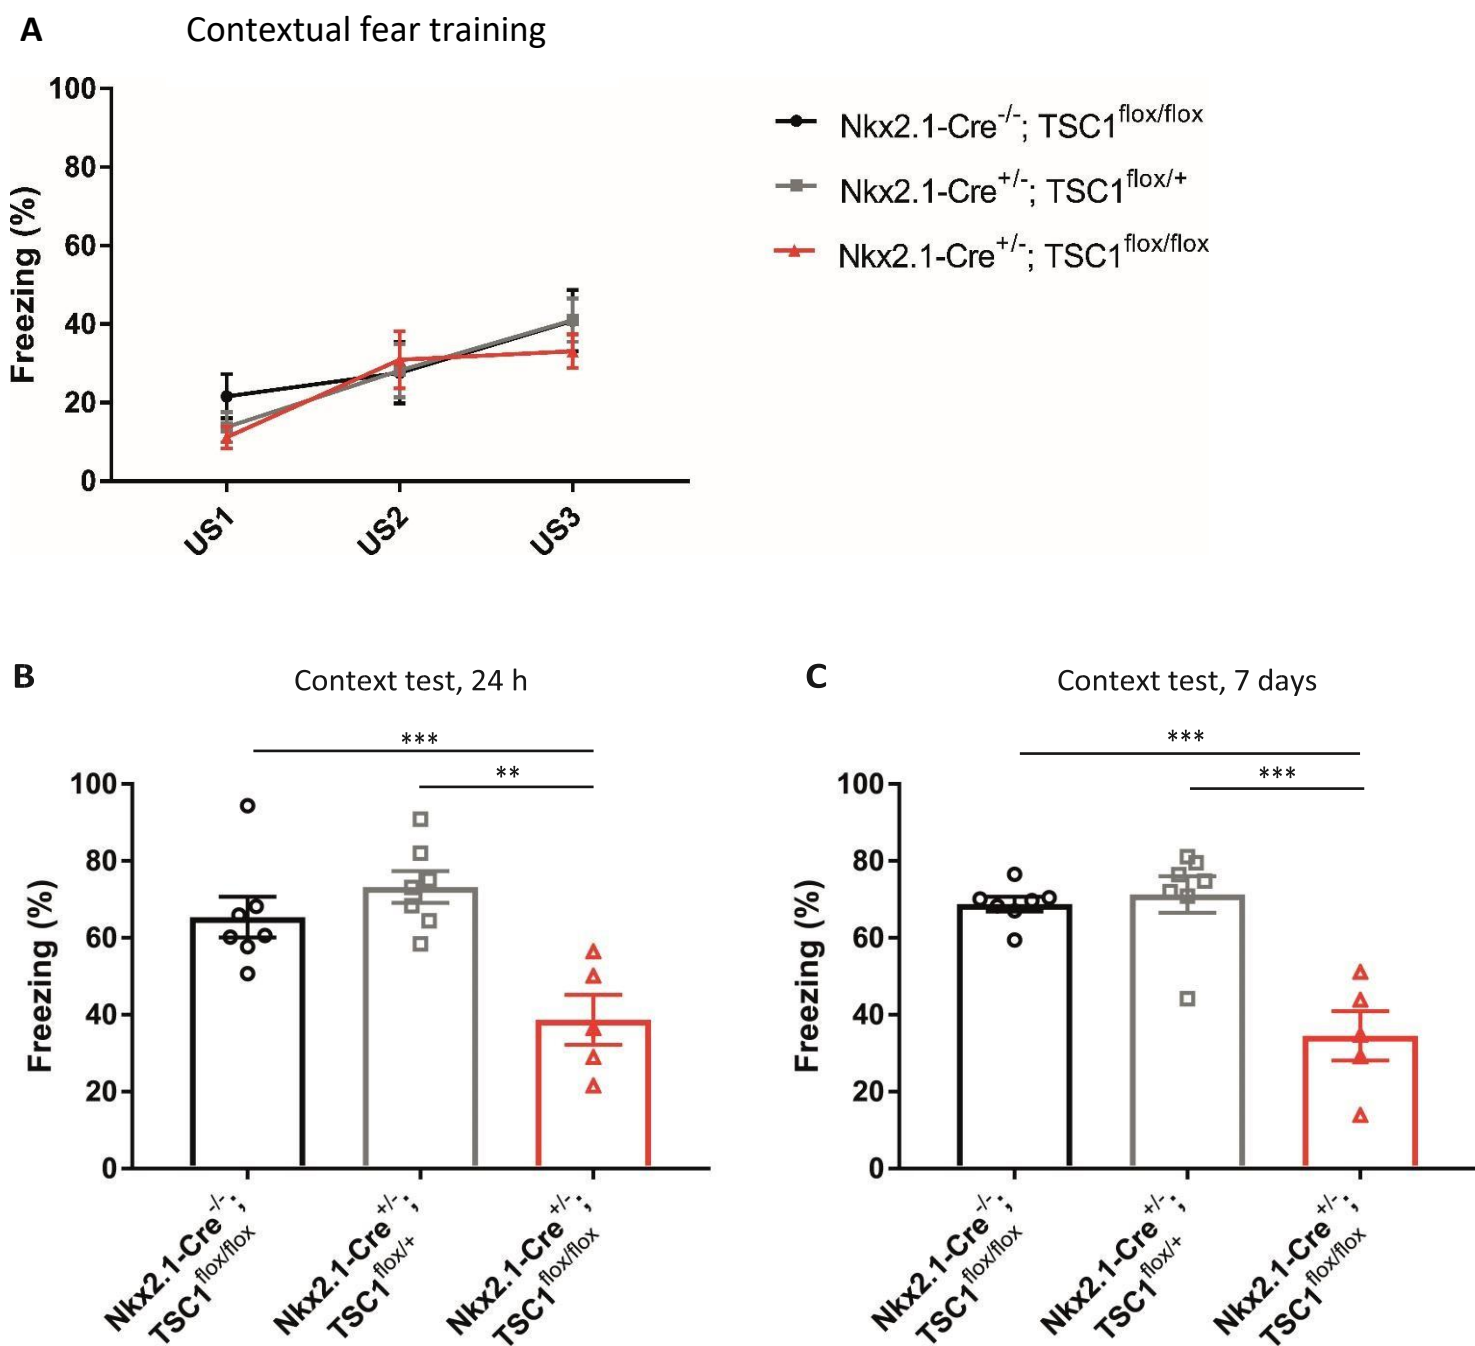 A Contextual fear training
100
80
60
40
20
0
Freezing (%)
US1
US2
US3
Nkx2.1-Cre-/-; TSC1flox/flox
Nkx2.1-Cre+/-; TSC1flox/+
Nkx2.1-Cre+/-; TSC1flox/flox
B Context test, 24 h
***
**
100
80
60
40
20
0
Freezing (%)
Nkx2.1-Cre-/-;
TSC1flox/flox
Nkx2.1-Cre+/-;
TSC1flox/+
Nkx2.1-Cre+/-;
TSC1flox/flox
C Context test, 7 days
***
***
100
80
60
40
20
0
Freezing (%)
Nkx2.1-Cre-/-;
TSC1flox/flox
Nkx2.1-Cre+/-;
TSC1flox/+
Nkx2.1-Cre+/-;
TSC1flox/flox